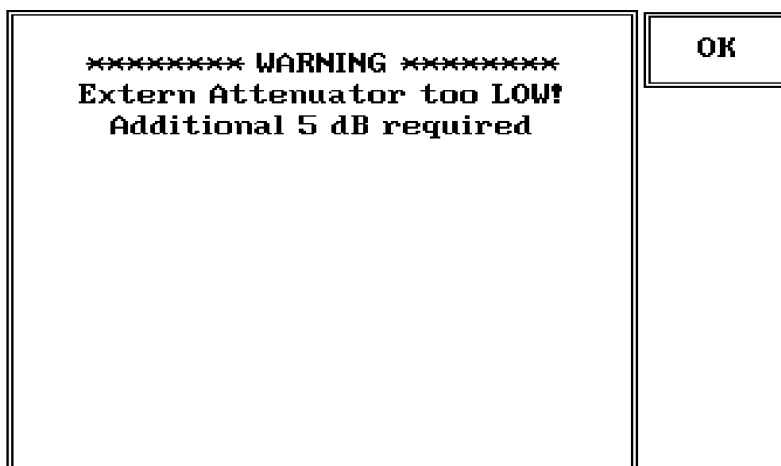 ******** WARNING ********
Extern Attenuator too LOW!
Additional 5 dB required
OK